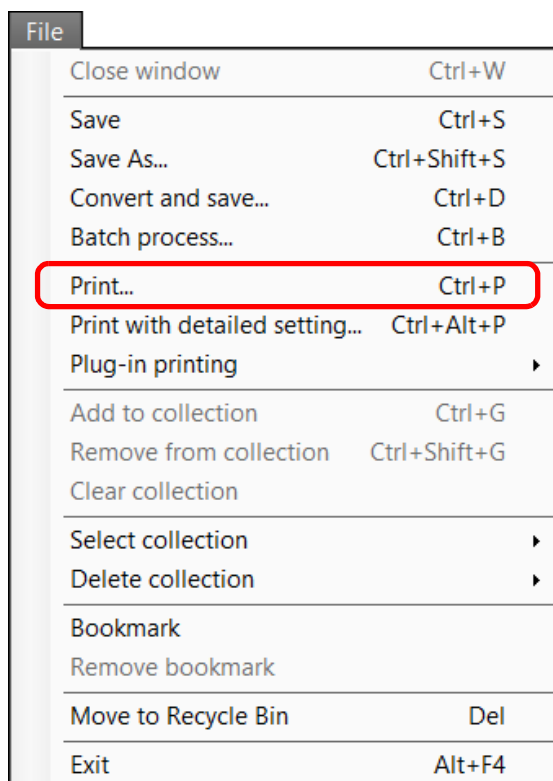 File
Close window Ctrl+W
Save Ctrl+S
Save As... Ctrl+Shift+S
Convert and save... Ctrl+D
Batch process... Ctrl+B
Print... Ctrl+P
Print with detailed setting... Ctrl+Alt+P
Plug-in printing
Add to collection Ctrl+G
Remove from collection Ctrl+Shift+G
Clear collection
Select collection
Delete collection
Bookmark
Remove bookmark
Move to Recycle Bin Del
Exit Alt+F4